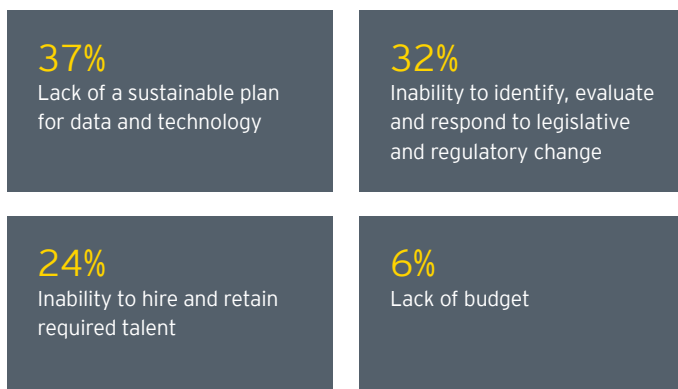 37%
Lack of a sustainable plan
for data and technology
32%
Inability to identify, evaluate
and respond to legislative
and regulatory change
24%
Inability to hire and retain
required talent
6%
Lack of budget